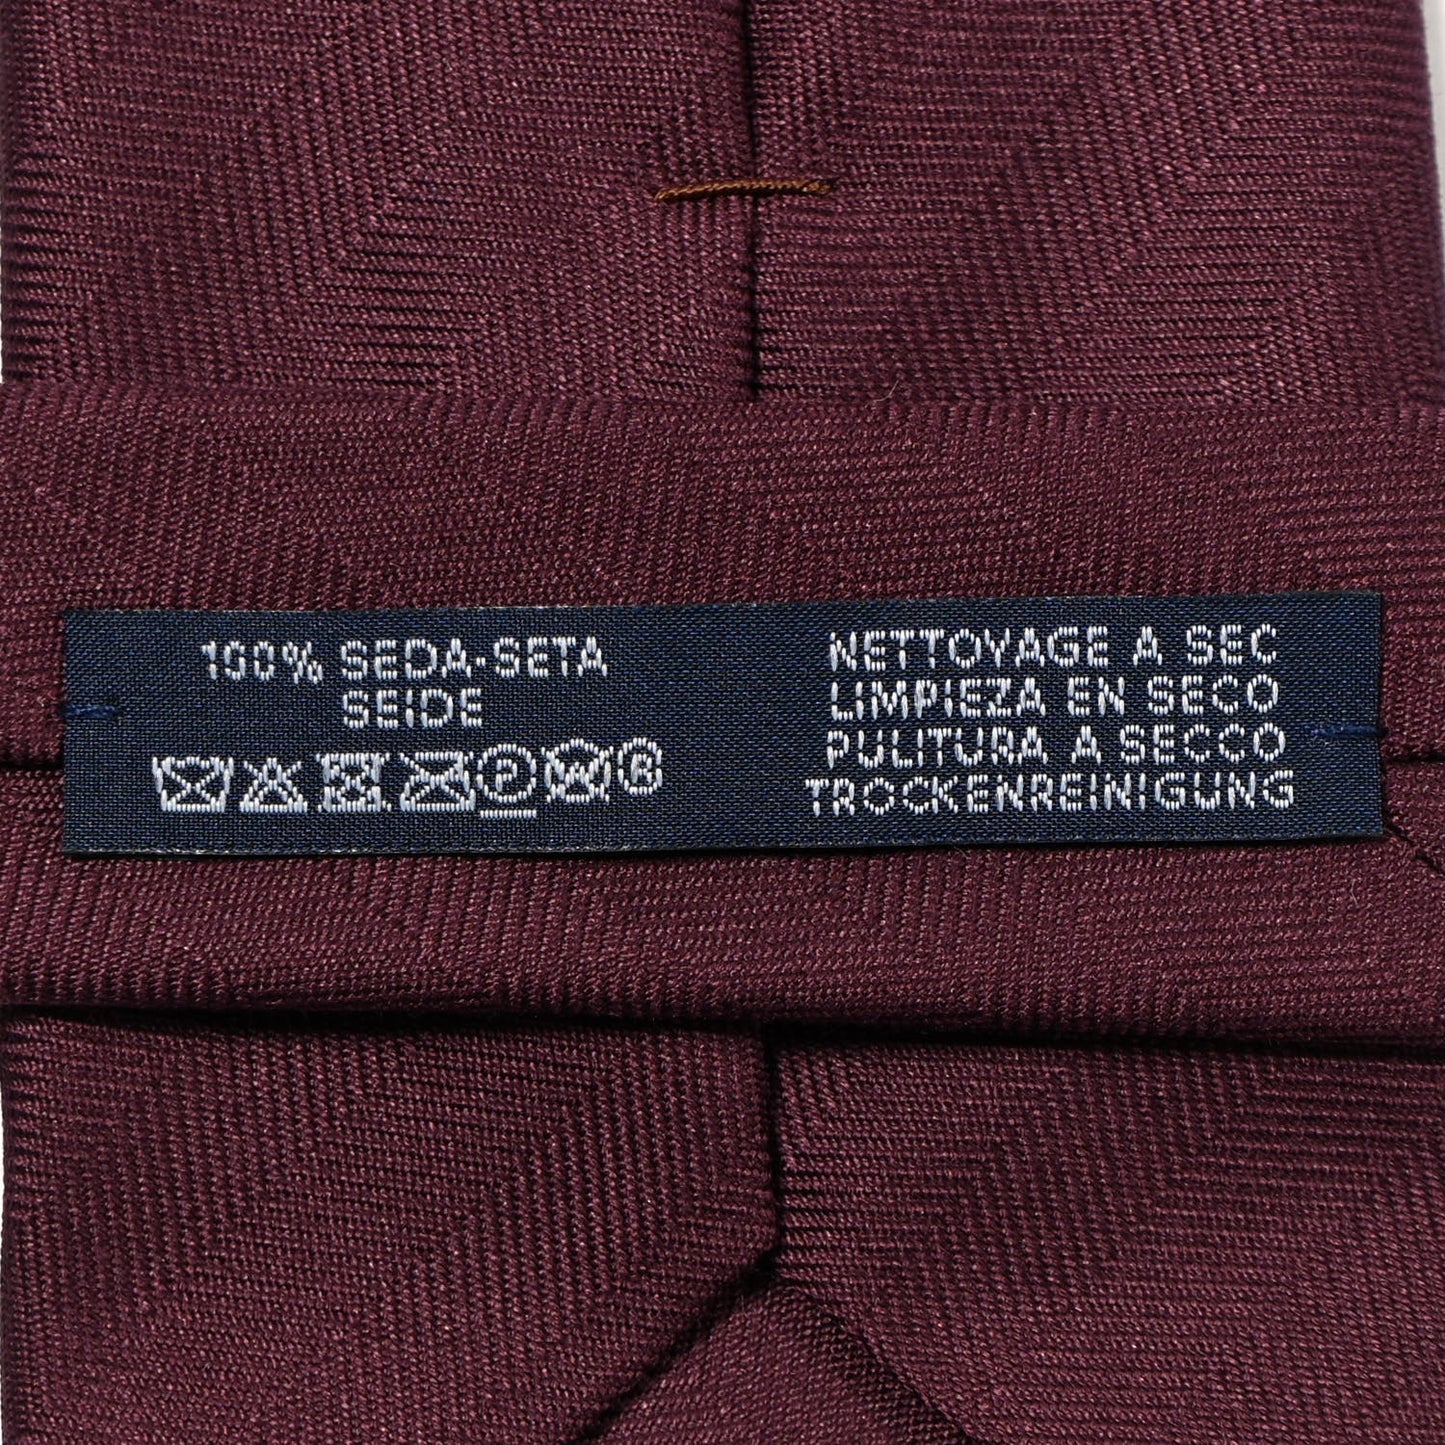 100% SEDA-SETA
SEIDE
P W R
NETTOYAGE A SEC
LIMPIEZA EN SECO
PULITURA A SECCO
TROCKENREINIGUNG